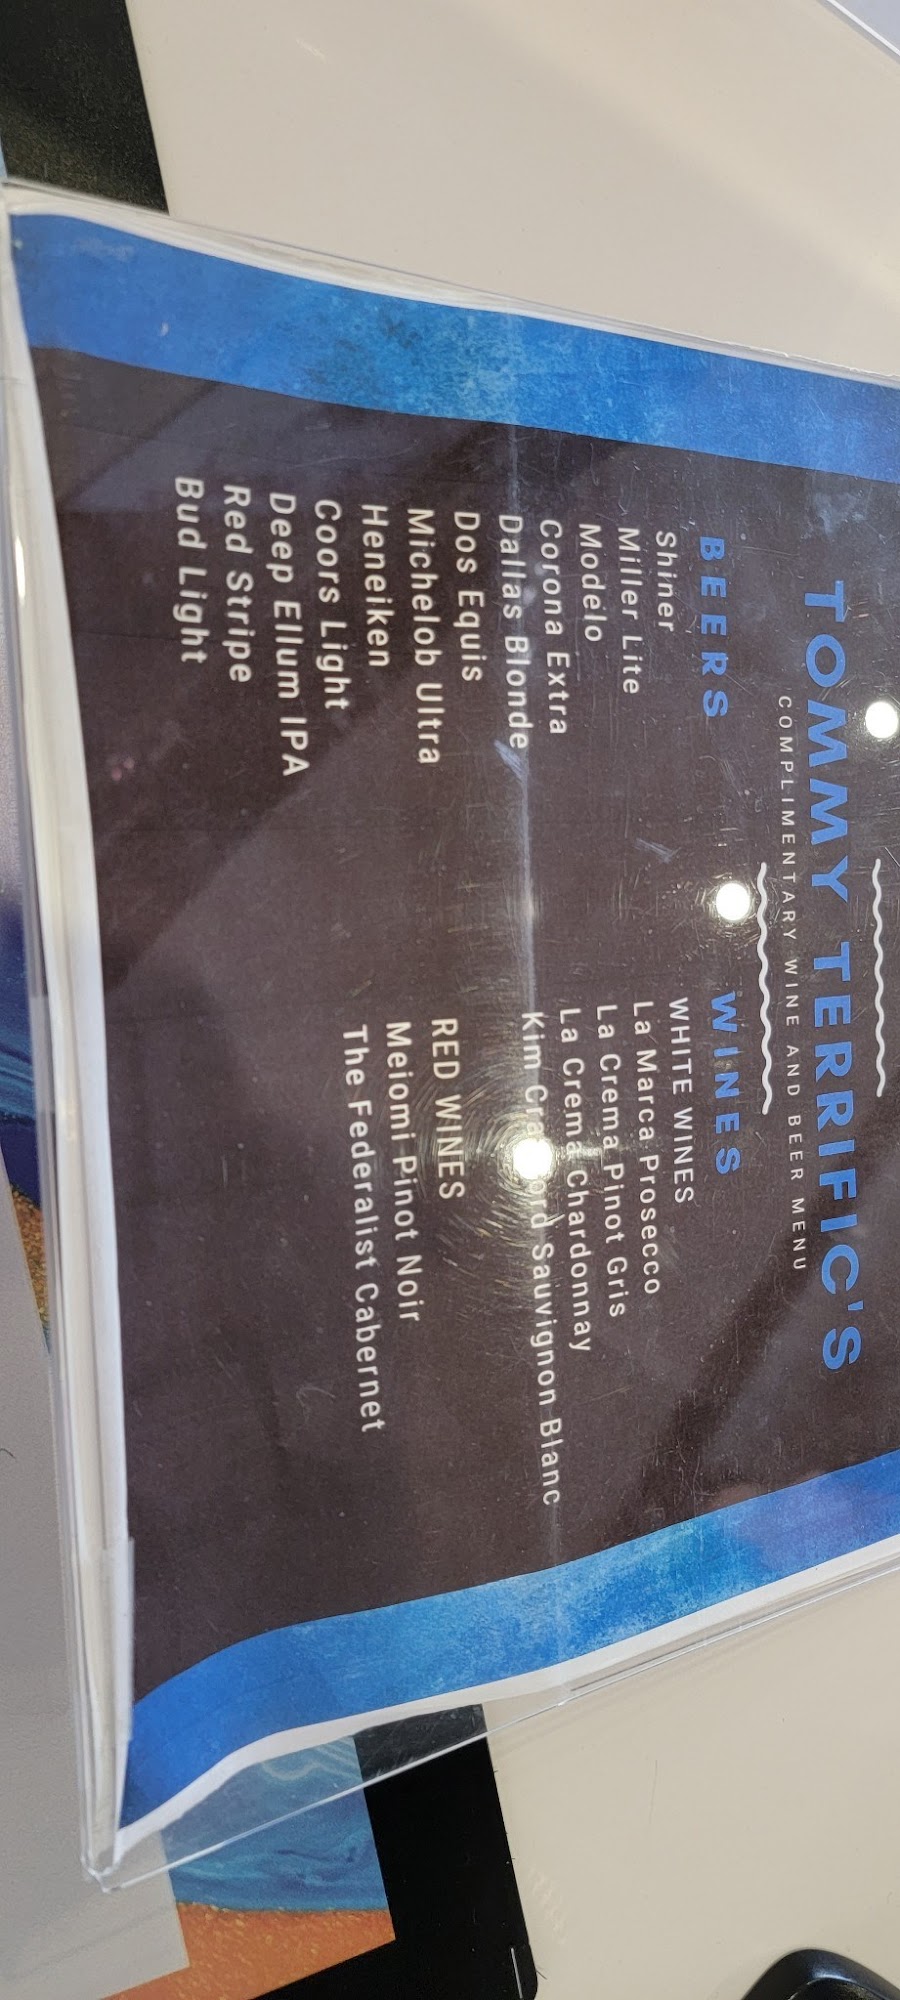 TOMMY TERRIFIC'S
COMPLIMENTARY WINE AND BEER MENU
BEERS
Shiner
Miller Lite
Modelo
Corona Extra
Dallas Blonde
Dos Equis
Michelob Ultra
Heneiken
Coors Light
Deep Ellum IPA
Red Stripe
Bud Light
WINES
WHITE WINES
La Marca Prosecco
La Crema Pinot Gris
La Crema Chardonnay
Kim Crawford Sauvignon Blanc
RED WINES
Meiomi Pinot Noir
The Federalist Cabernet